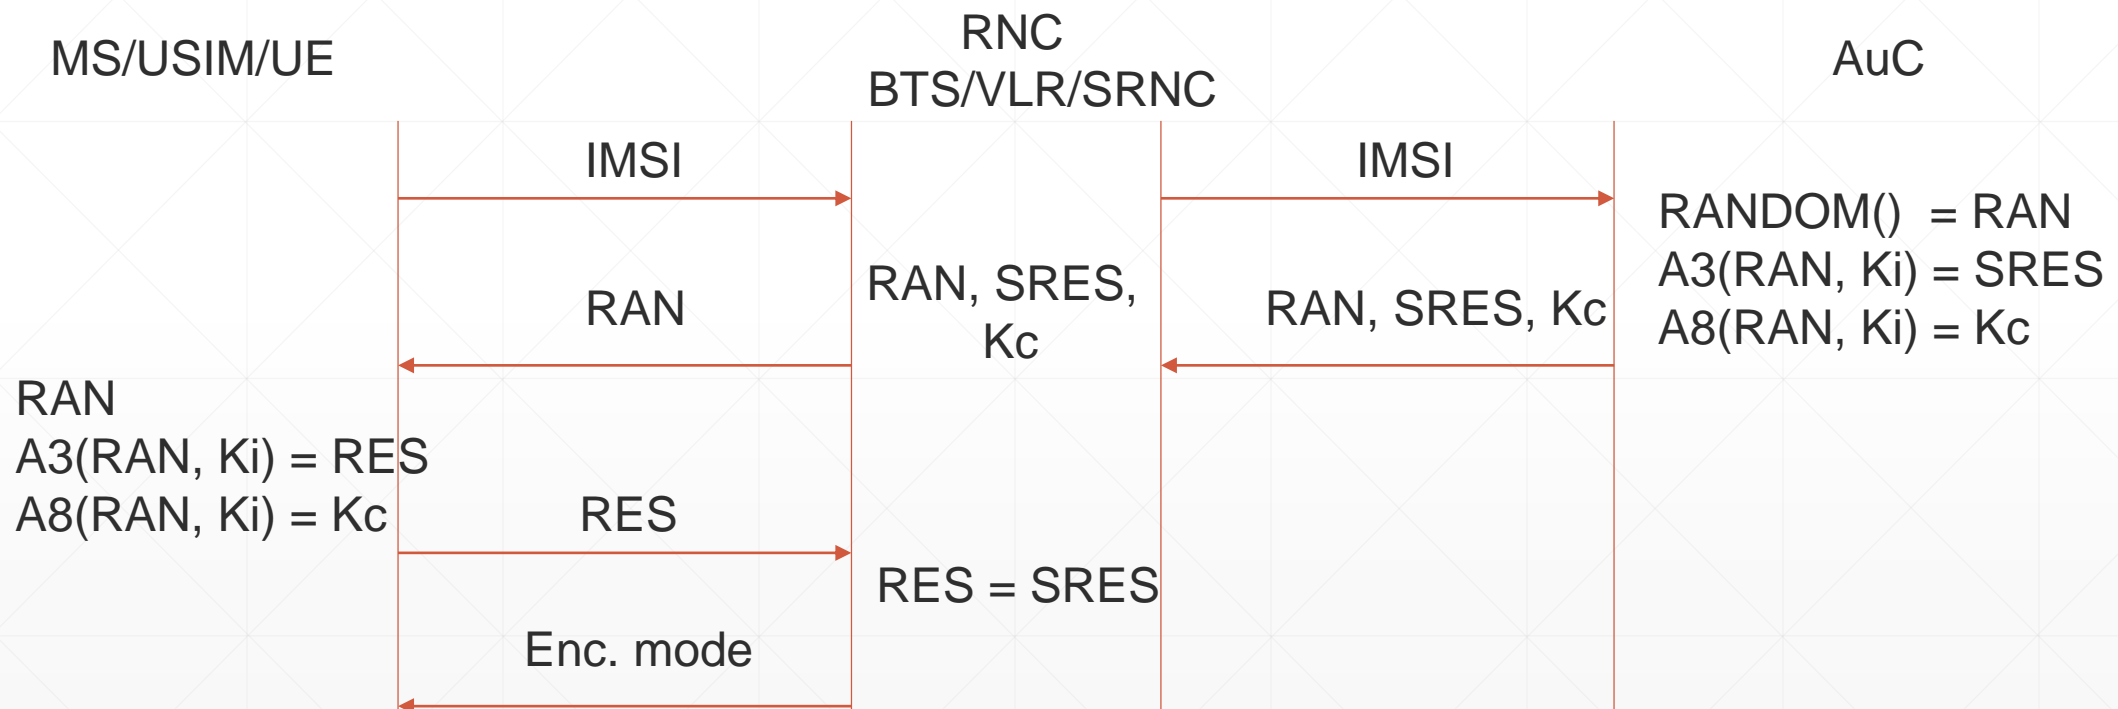 MS/USIM/UE
RNC
BTS/VLR/SRNC
AuC
IMSI
IMSI
RANDOM()  = RAN
A3(RAN, Ki) = SRES
A8(RAN, Ki) = Kc
RAN
RAN, SRES,
Kc
RAN, SRES, Kc
RAN
A3(RAN, Ki) = RES
A8(RAN, Ki) = Kc
RES
RES = SRES
Enc. mode